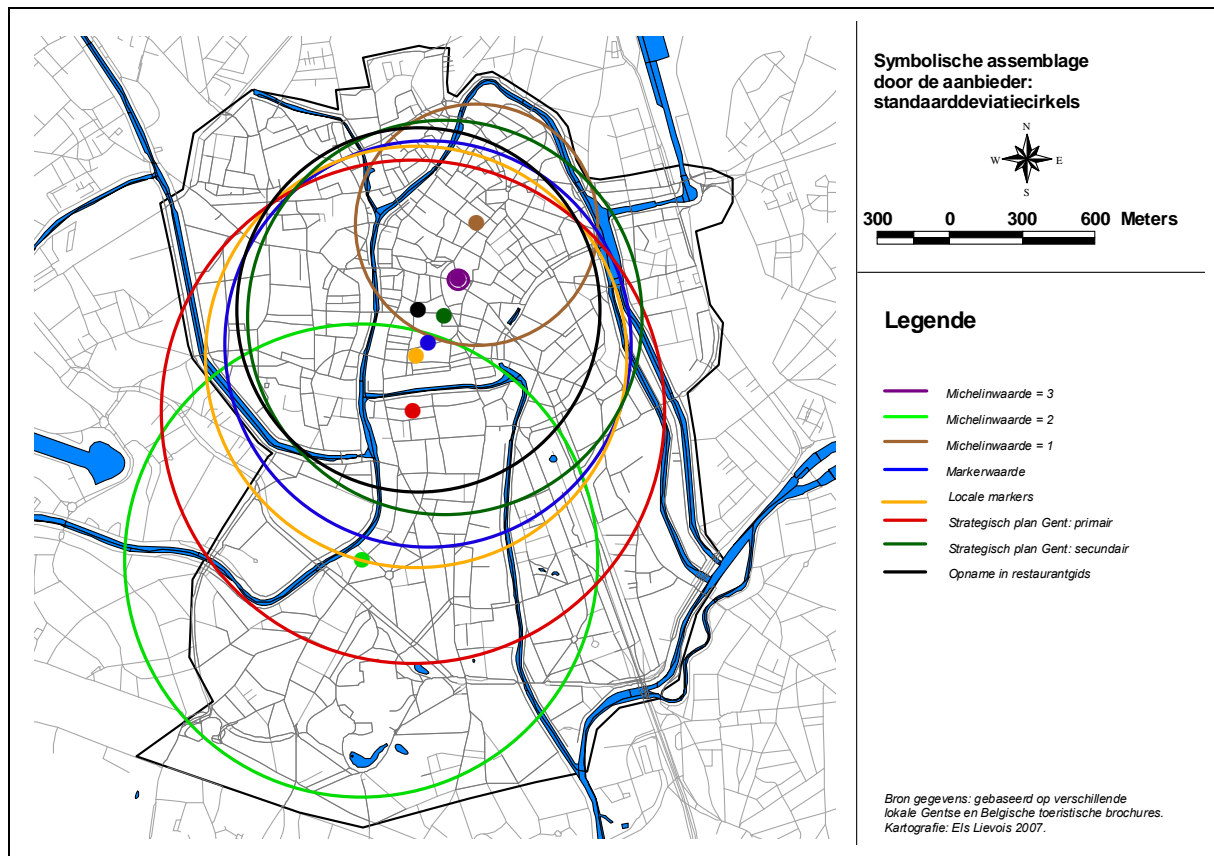 Symbolische assemblage
door de aanbieder:
standaarddeviatiecirkels
N
W E
S
300 0 300 600 Meters
Legende
Michelinwaarde = 3
Michelinwaarde = 2
Michelinwaarde = 1
Markerwaarde
Locale markers
Strategisch plan Gent: primair
Strategisch plan Gent: secundair
Opname in restaurantgids
Bron gegevens: gebaseerd op verschillende
lokale Gentse en Belgische toeristische brochures.
Kartografie: Els Lievois 2007.